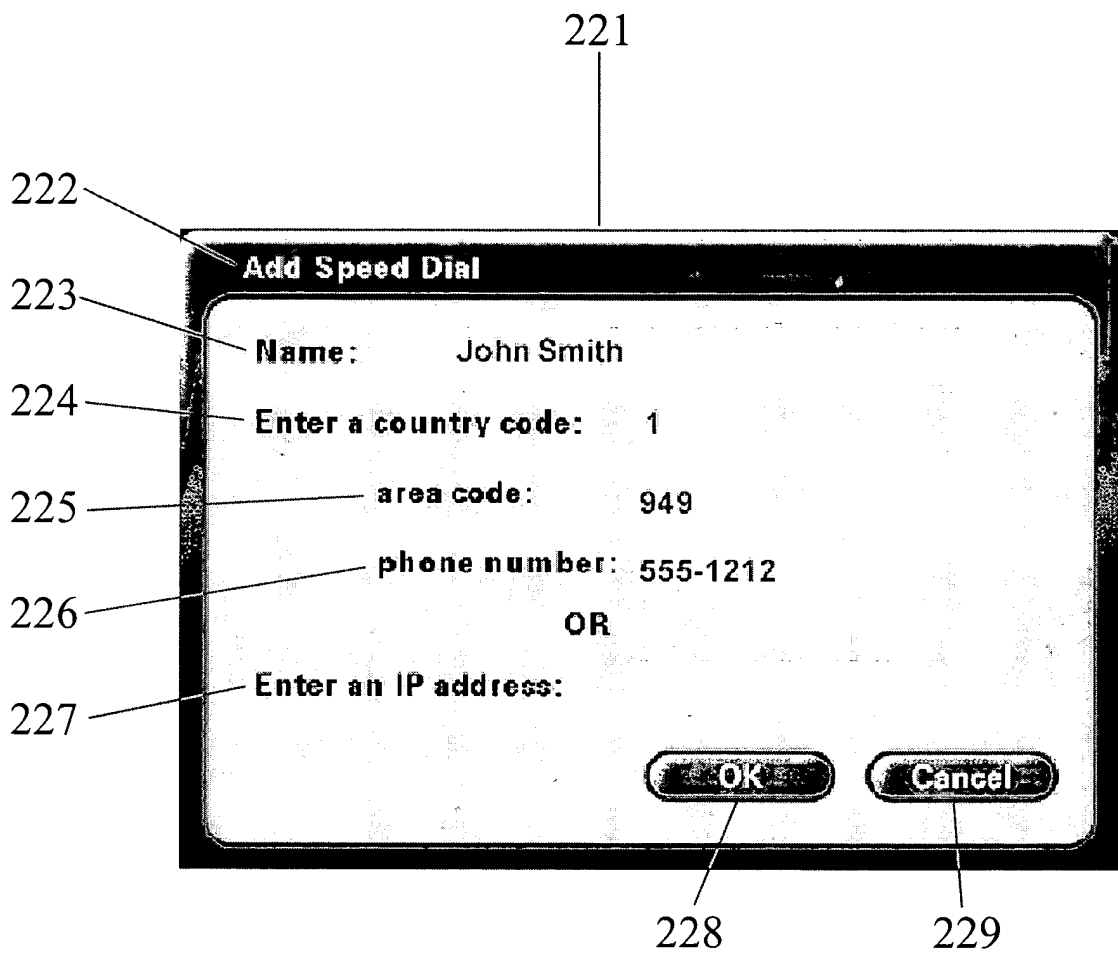 221
222
Add Speed Dial
223
Name: John Smith
224
Enter a country code: 1
225
area code: 949
226
phone number: 555-1212
OR
227
Enter an IP address:
OK Cancel
228 229